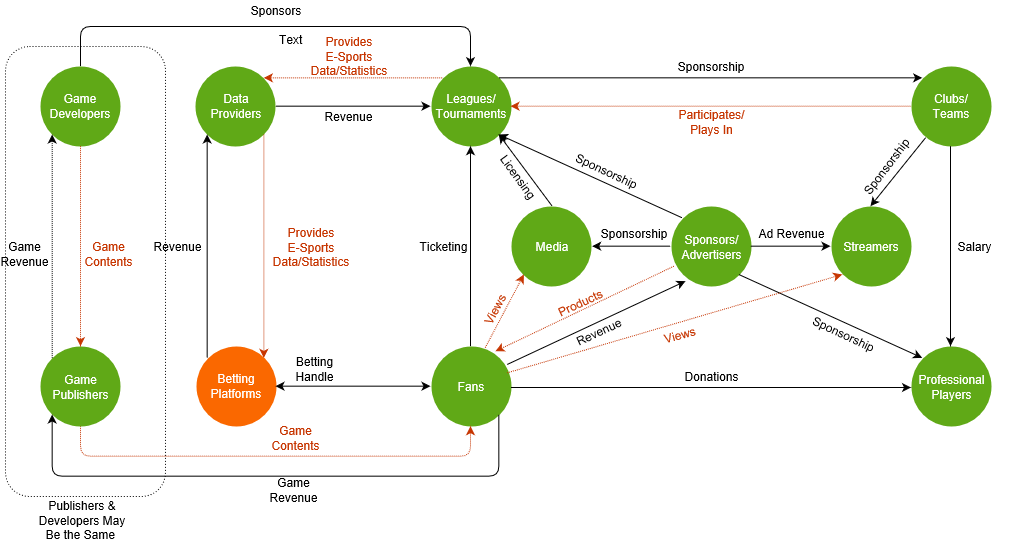 Sponsors
Text
Provides
E-Sports
Data/Statistics
Sponsorship
Game
Developers
Data
Providers
Revenue
Leagues/
Tournaments
Participates/
Plays In
Clubs/
Teams
Licensing
Sponsorship
Sponsorship
Game
Revenue
Game
Contents
Revenue
Provides
E-Sports
Data/Statistics
Ticketing
Media
Sponsorship
Sponsors/
Advertisers
Ad Revenue
Streamers
Salary
Views
Products
Revenue
Views
Sponsorship
Game
Publishers
Betting
Platforms
Betting
Handle
Fans
Donations
Professional
Players
Game
Contents
Game
Revenue
Publishers &
Developers May
Be the Same